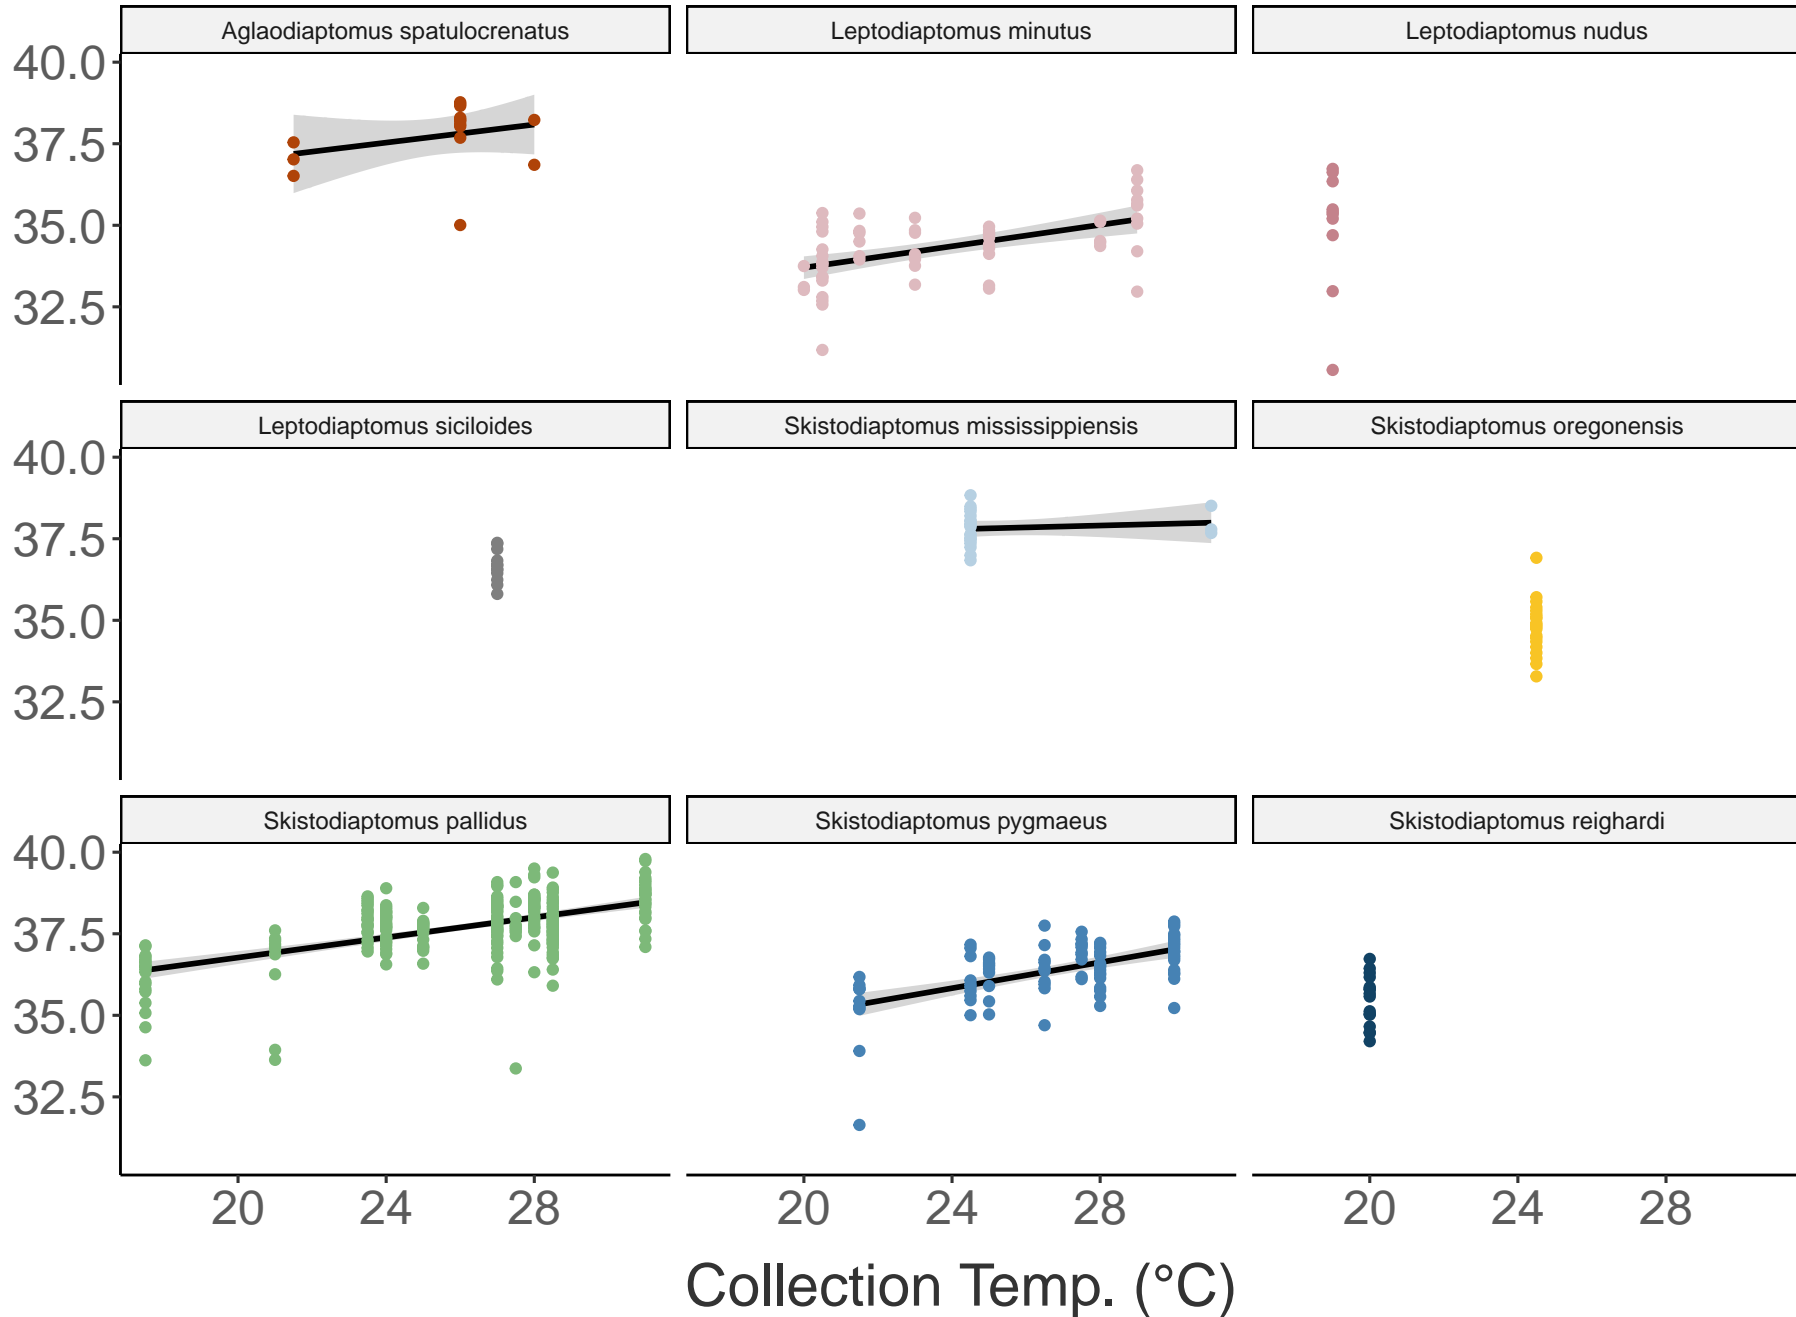 Aglaodiaptomus spatulocrenatus
Leptodiaptomus minutus
Leptodiaptomus nudus
40.0
37.5
35.0
32.5
Leptodiaptomus siciloides
Skistodiaptomus mississippiensis
Skistodiaptomus oregonensis
40.0
37.5
35.0
32.5
Skistodiaptomus pallidus
Skistodiaptomus pygmaeus
Skistodiaptomus reighardi
40.0
37.5
35.0
32.5
20 24 28 20 24 28 20 24 28
Collection Temp. (°C)